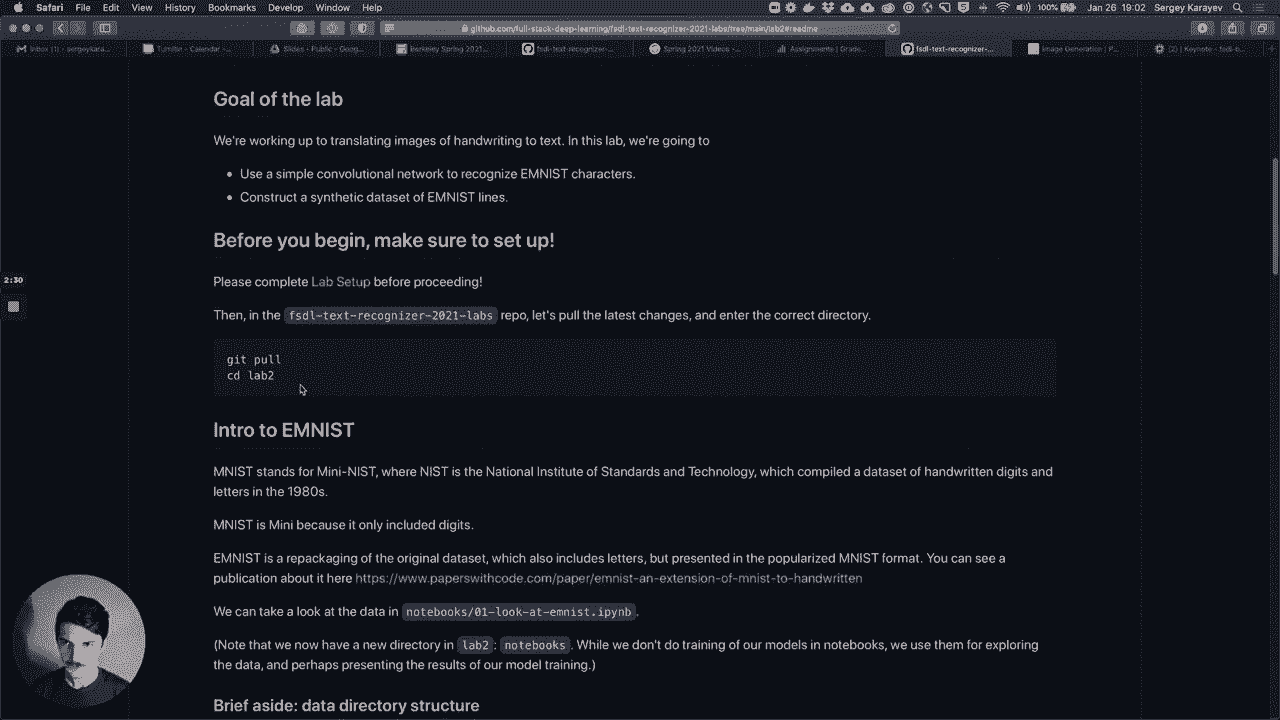 Safari File Edit View History Bookmarks Develop Window Help 100% Jan 26 19:02 Sergey Karayev
github.com/full-stack-deep-learning/fsdl-text-recognizer-2021-labs/tree/main/lab2#readme
Inbox (1) - sergeykara... Turnitin - Calendar -... Slides - Public - Goog... Berkeley Spring 2021... fsdl-text-recognizer-... Spring 2021 Videos -... Assignments | Grade... fsdl-text-recognizer-... Image Generation | P... (2) | Keynote - fsdl-b...
Goal of the lab
We're working up to translating images of handwriting to text. In this lab, we're going to
• Use a simple convolutional network to recognize EMNIST characters.
• Construct a synthetic dataset of EMNIST lines.
Before you begin, make sure to set up!
2:30
Please complete Lab Setup before proceeding!
Then, in the fsdl-text-recognizer-2021-labs repo, let's pull the latest changes, and enter the correct directory.
git pull
cd lab2
Intro to EMNIST
MNIST stands for Mini-NIST, where NIST is the National Institute of Standards and Technology, which compiled a dataset of handwritten digits and
letters in the 1980s.
MNIST is Mini because it only included digits.
EMNIST is a repackaging of the original dataset, which also includes letters, but presented in the popularized MNIST format. You can see a
publication about it here https://www.paperswithcode.com/paper/emnist-an-extension-of-mnist-to-handwritten
We can take a look at the data in notebooks/01-look-at-emnist.ipynb.
(Note that we now have a new directory in lab2: notebooks. While we don't do training of our models in notebooks, we use them for exploring
the data, and perhaps presenting the results of our model training.)
Brief aside: data directory structure